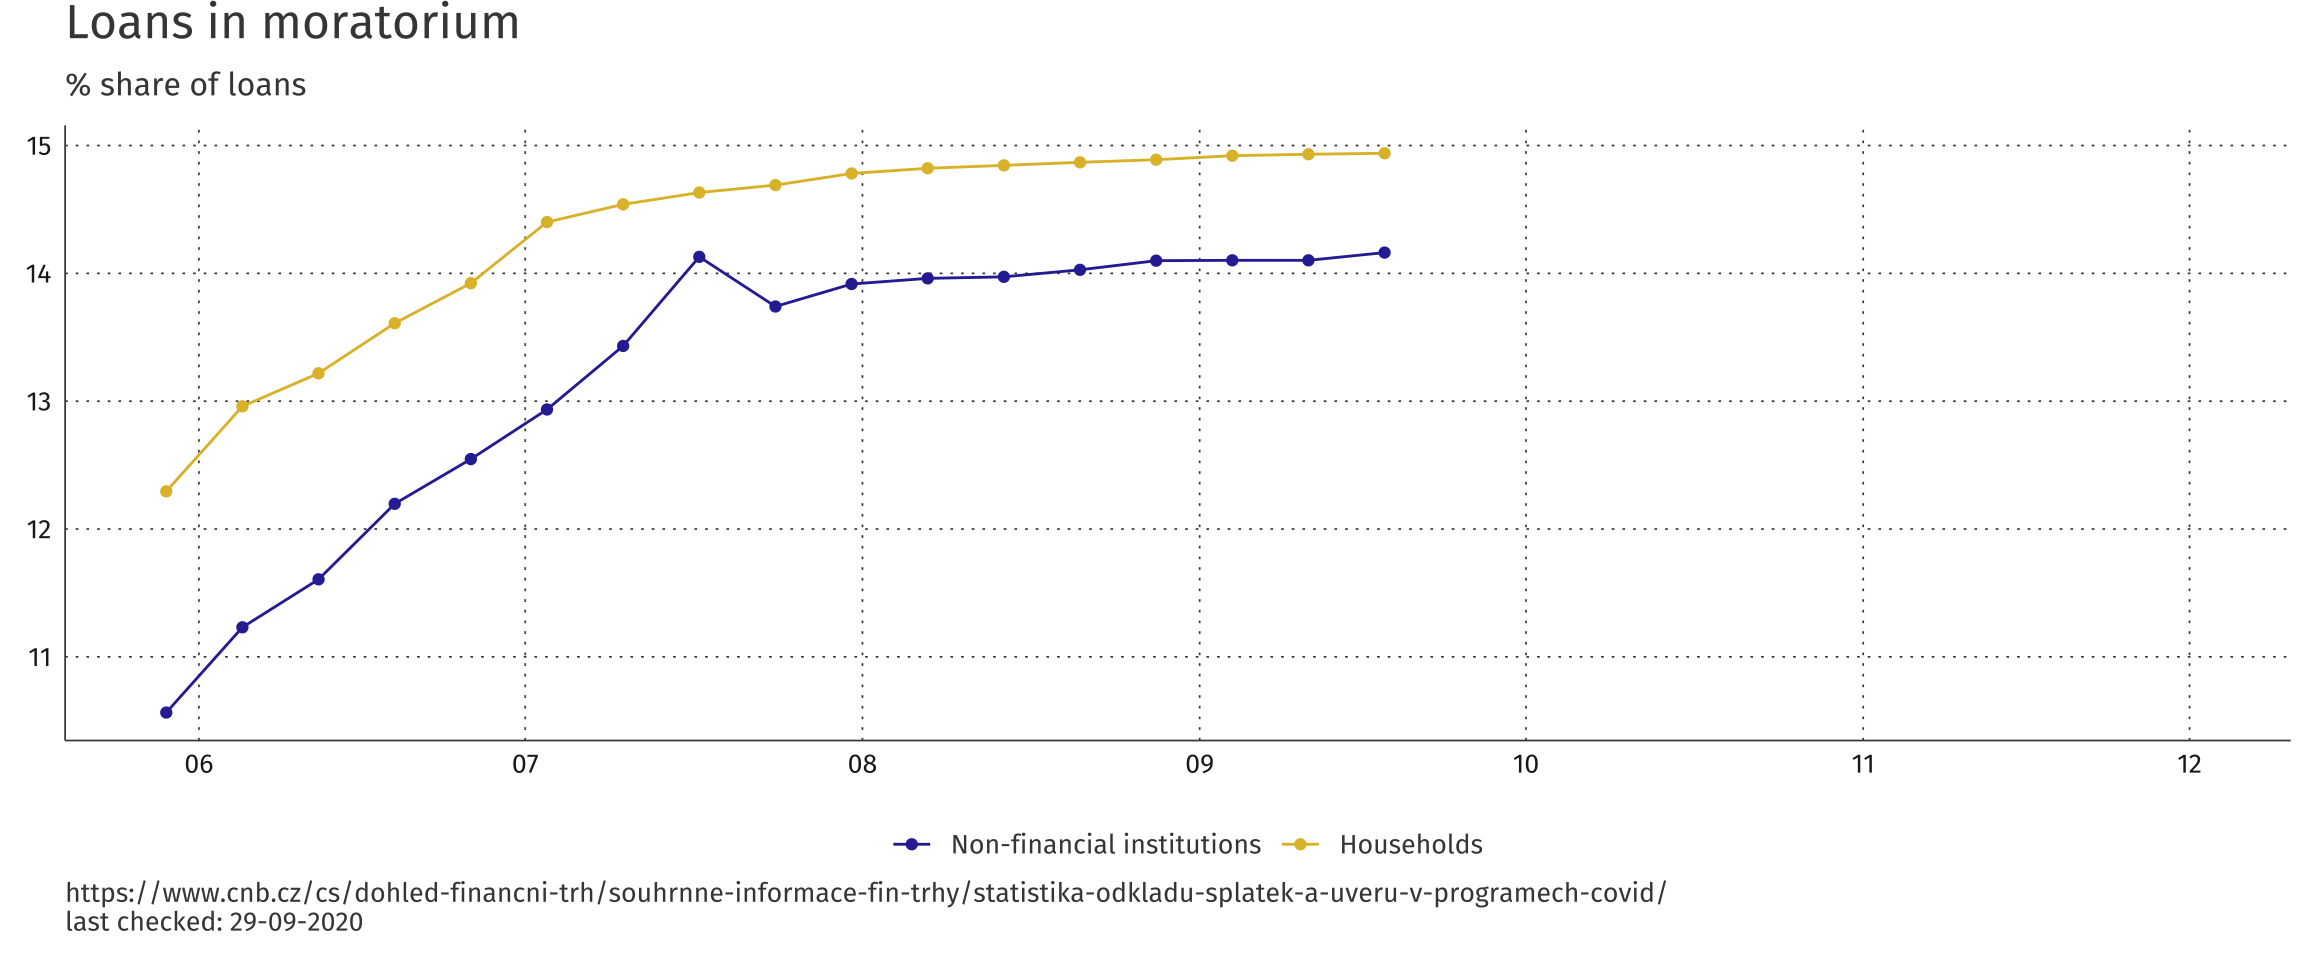 Loans in moratorium
% share of loans
15
14
13
12
11
06 07 08 09 10 11 12
Non-financial institutions Households
https://www.cnb.cz/cs/dohled-financni-trh/souhrnne-informace-fin-trhy/statistika-odkladu-splatek-a-uveru-v-programech-covid/
last checked: 29-09-2020